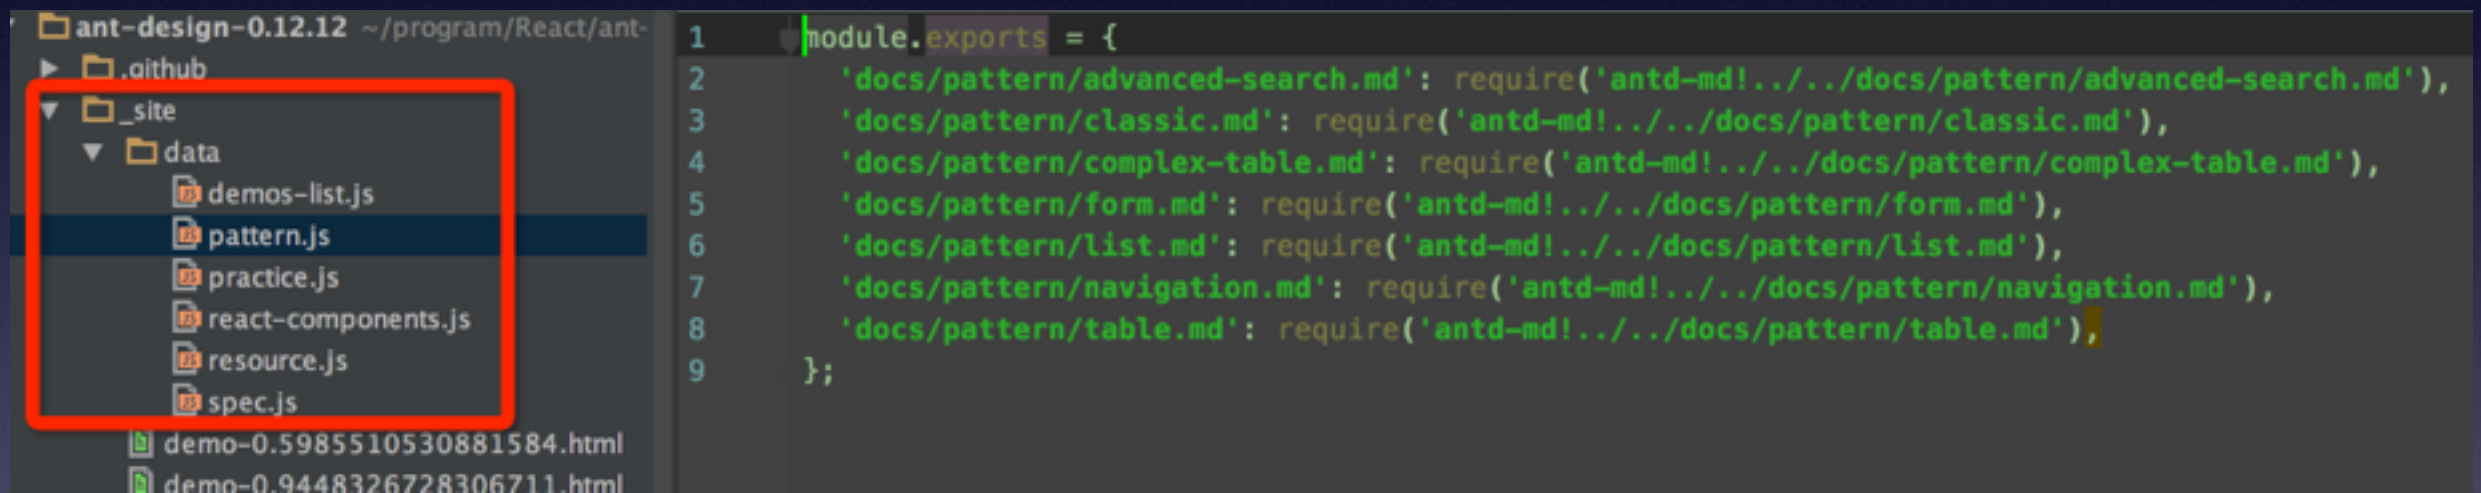 ant-design-0.12.12 ~/program/React/ant-
.github
_site
data
demos-list.js
pattern.js
practice.js
react-components.js
resource.js
spec.js
demo-0.5985510530881584.html
demo-0.9448326728306711.html
1 module.exports = {
2 'docs/pattern/advanced-search.md': require('antd-md!../../docs/pattern/advanced-search.md'),
3 'docs/pattern/classic.md': require('antd-md!../../docs/pattern/classic.md'),
4 'docs/pattern/complex-table.md': require('antd-md!../../docs/pattern/complex-table.md'),
5 'docs/pattern/form.md': require('antd-md!../../docs/pattern/form.md'),
6 'docs/pattern/list.md': require('antd-md!../../docs/pattern/list.md'),
7 'docs/pattern/navigation.md': require('antd-md!../../docs/pattern/navigation.md'),
8 'docs/pattern/table.md': require('antd-md!../../docs/pattern/table.md'),
9 };